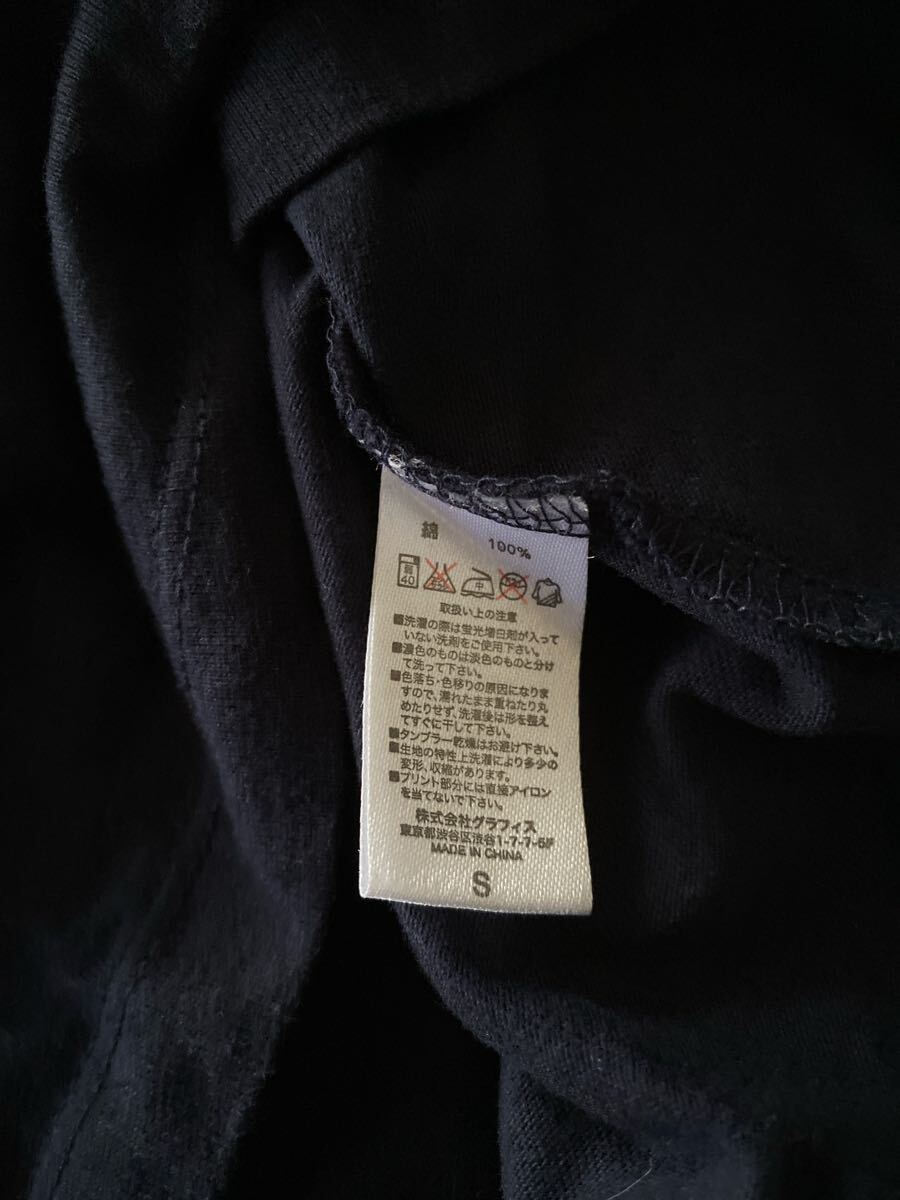 綿 100%
弱 40 エンソサラシ 中
取扱い上の注意
■洗濯の際は蛍光増白剤が入って
いない洗剤をご使用下さい。
■濃色のものは淡色のものと分け
て洗って下さい。
■色落ち・色移りの原因になりま
すので、濡れたまま重ねたり丸
めたりせず、洗濯後は形を整え
てすぐに干して下さい。
■タンブラー乾燥はお避け下さい。
■生地の特性上洗濯により多少の
変形、収縮があります。
■プリント部分には直接アイロン
を当てないで下さい。
株式会社グラフィス
東京都渋谷区渋谷1-7-7-6F
MADE IN CHINA
S